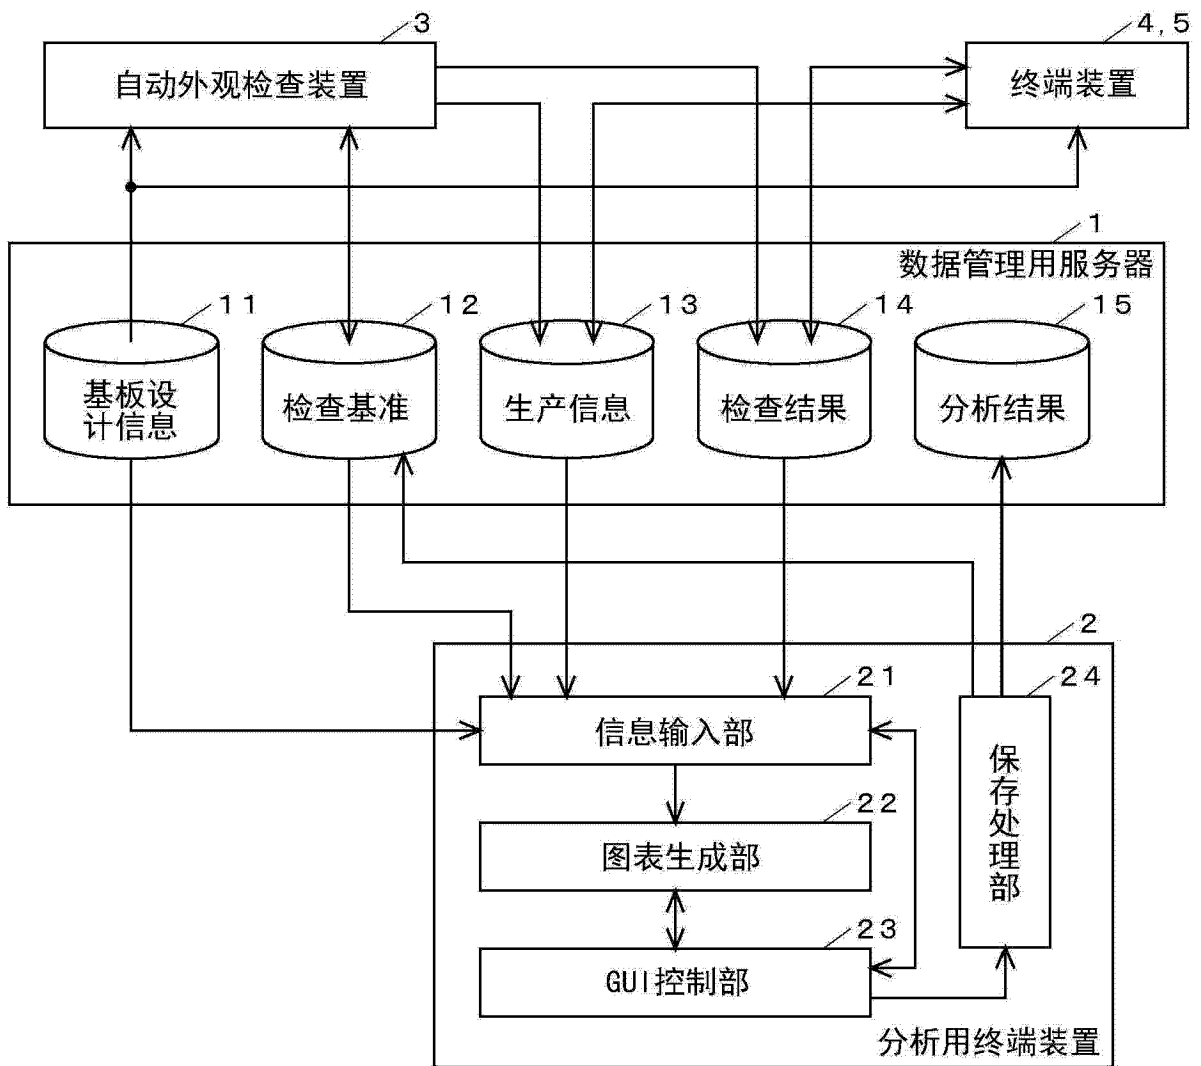 3
自动外观检查装置
4,5
终端装置
1
数据管理用服务器
11
基板设
计信息
12
检查基准
13
生产信息
14
检查结果
15
分析结果
2
21
信息输入部
22
图表生成部
23
GUI控制部
24
保存处理部
分析用终端装置